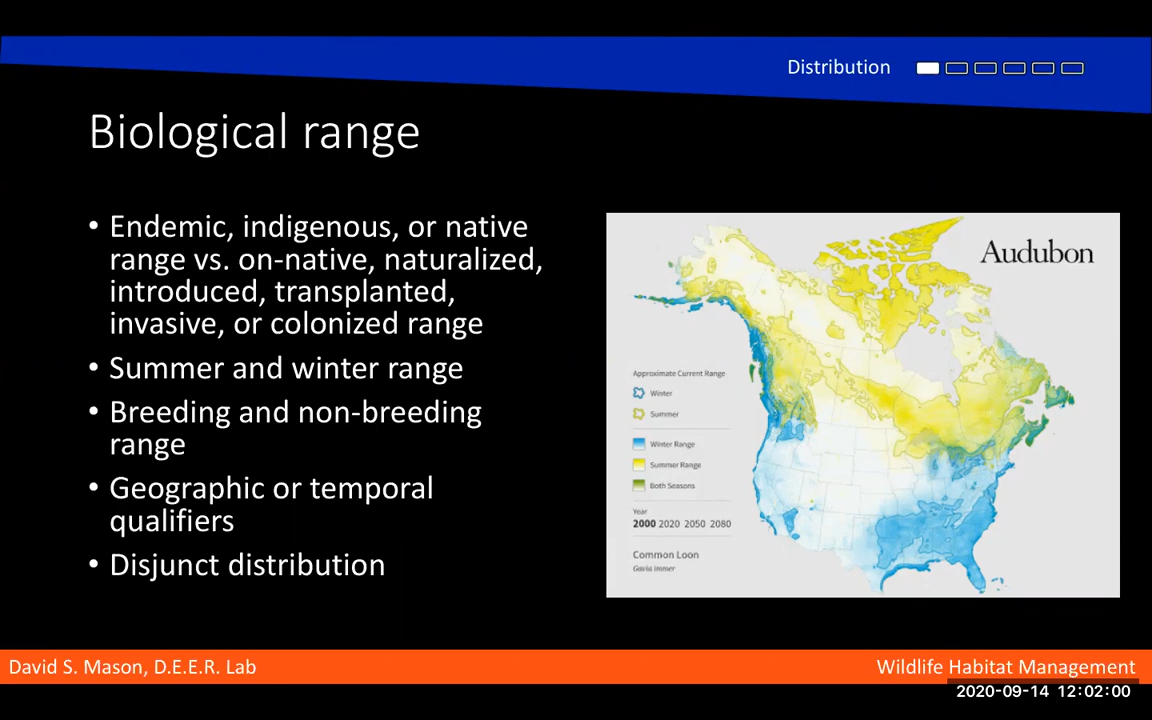 Distribution
Biological range
• Endemic, indigenous, or native
range vs. on-native, naturalized,
introduced, transplanted,
invasive, or colonized range
• Summer and winter range
• Breeding and non-breeding
range
• Geographic or temporal
qualifiers
• Disjunct distribution
Audubon
Approximate Current Range
Winter
Summer
Winter Range
Summer Range
Both Seasons
Year
2000 2020 2050 2080
Common Loon
Gavia immer
David S. Mason, D.E.E.R. Lab
Wildlife Habitat Management
2020-09-14 12:02:00